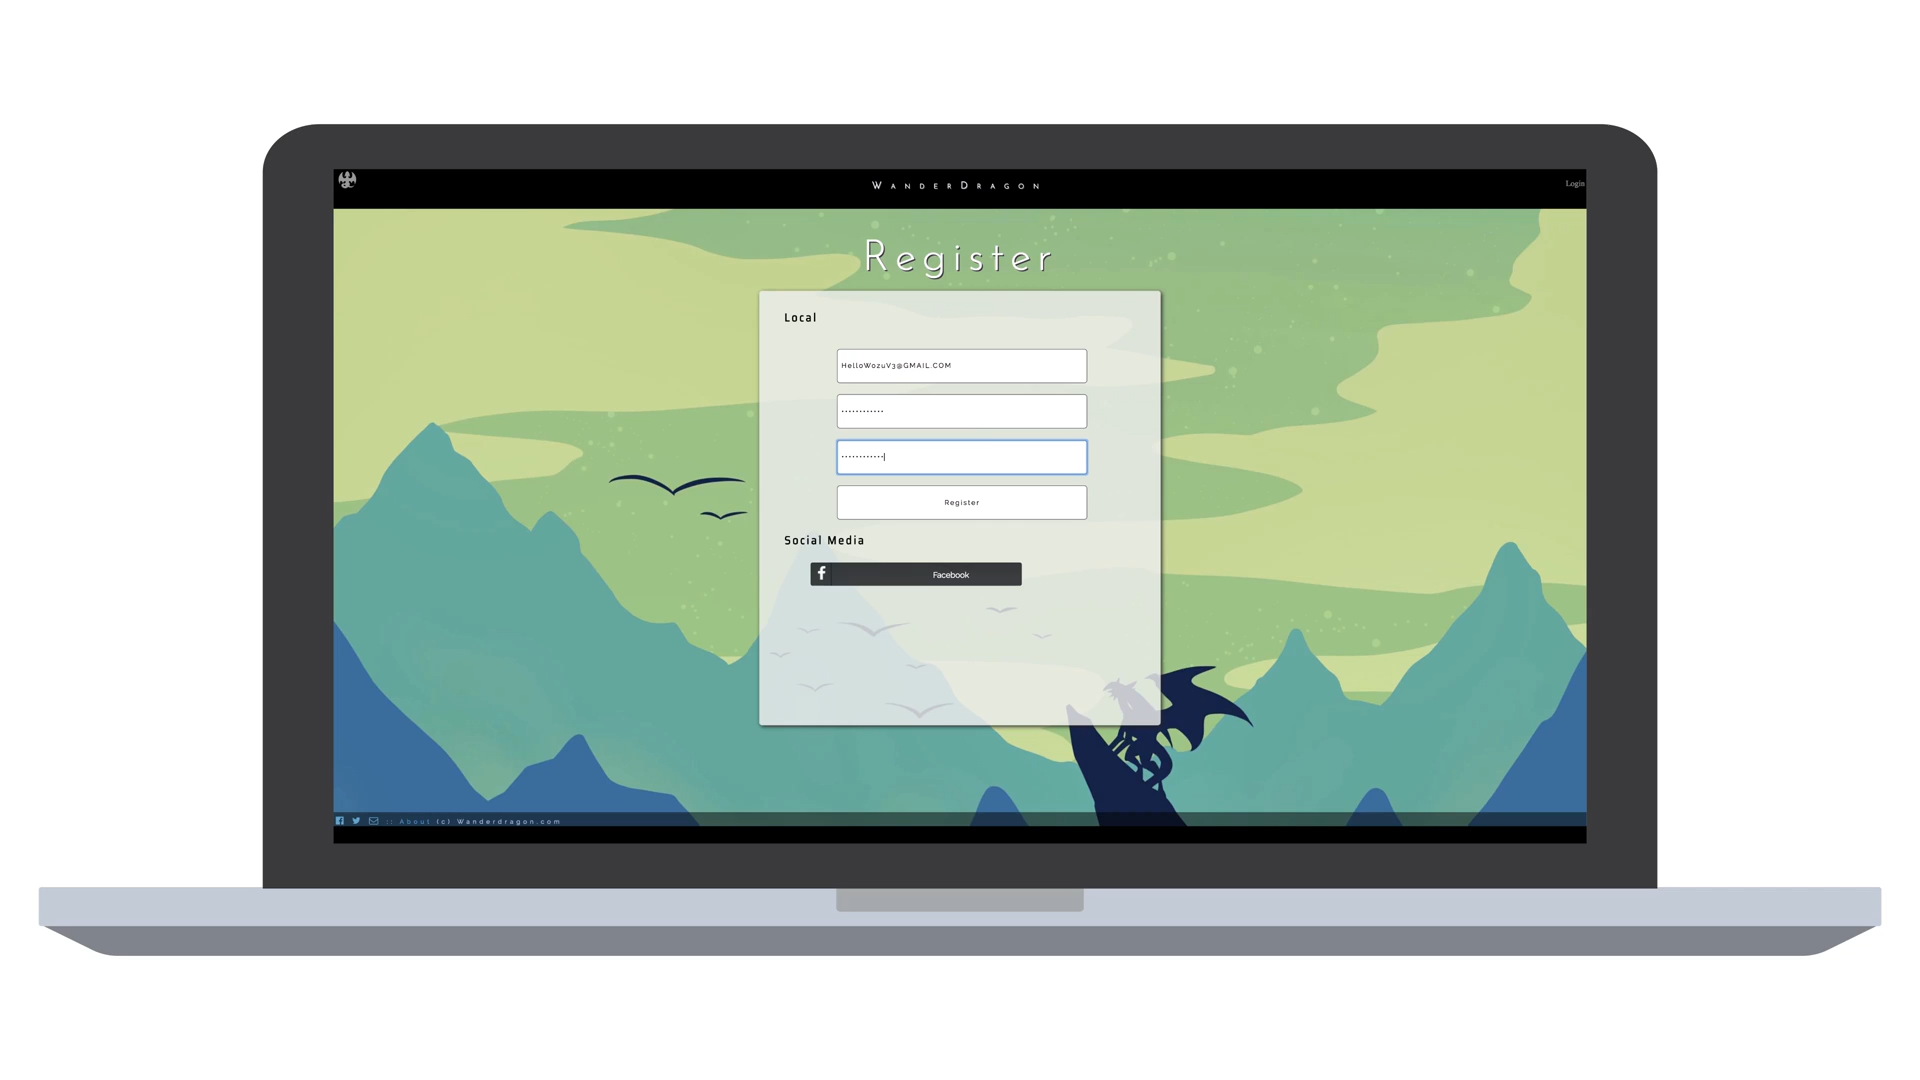 WanderDragon
Login
Register
Local
HelloWozuV3@GMAIL.COM
Register
Social Media
Facebook
:: About (c) Wanderdragon.com